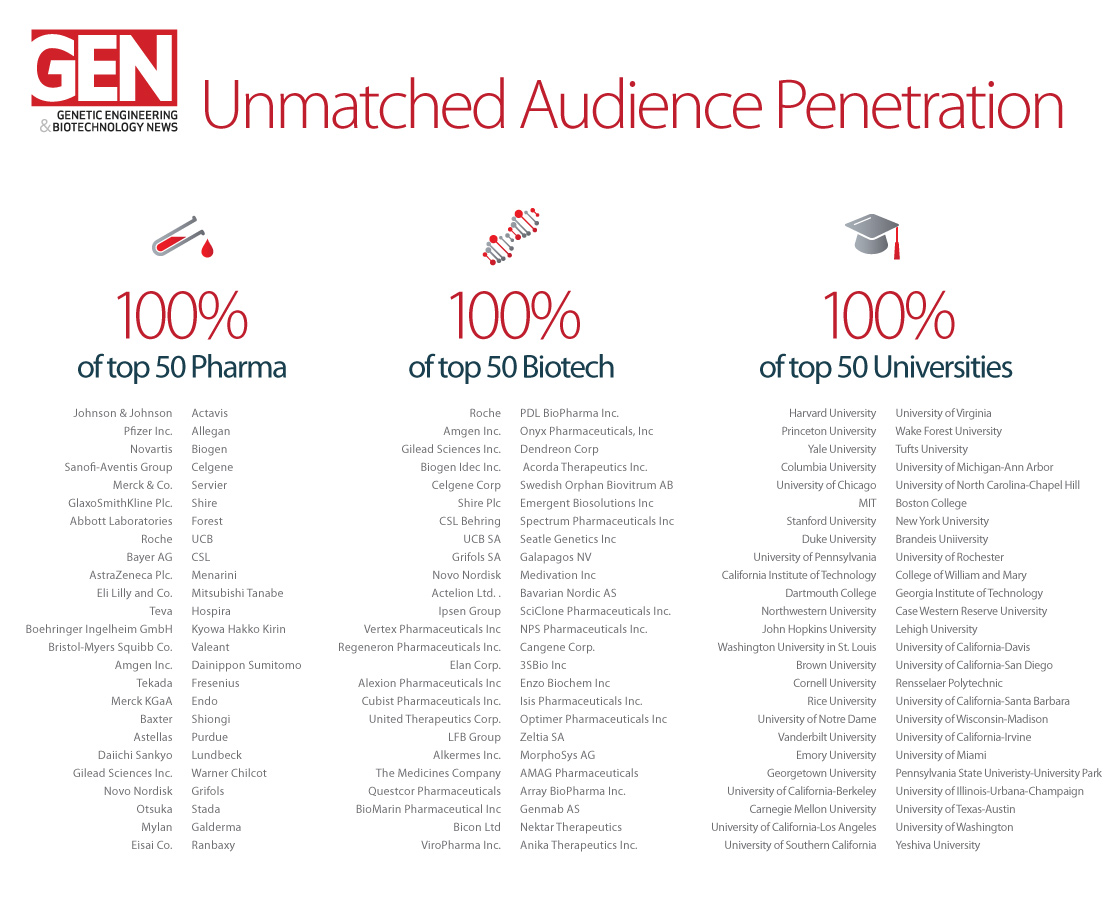 GEN
GENETIC ENGINEERING
&BIOTECHNOLOGY NEWS
Unmatched Audience Penetration
100%
of top 50 Pharma
Johnson & Johnson Actavis
Pfizer Inc. Allegan
Novartis Biogen
Sanofi-Aventis Group Celgene
Merck & Co. Servier
GlaxoSmithKline Plc. Shire
Abbott Laboratories Forest
Roche UCB
Bayer AG CSL
AstraZeneca Plc. Menarini
Eli Lilly and Co. Mitsubishi Tanabe
Teva Hospira
Boehringer Ingelheim GmbH Kyowa Hakko Kirin
Bristol-Myers Squibb Co. Valeant
Amgen Inc. Dainippon Sumitomo
Tekada Fresenius
Merck KGaA Endo
Baxter Shiongi
Astellas Purdue
Daiichi Sankyo Lundbeck
Gilead Sciences Inc. Warner Chilcot
Novo Nordisk Grifols
Otsuka Stada
Mylan Galderma
Eisai Co. Ranbaxy
100%
of top 50 Biotech
Roche PDL BioPharma Inc.
Amgen Inc. Onyx Pharmaceuticals, Inc
Gilead Sciences Inc. Dendreon Corp
Biogen Idec Inc. Acorda Therapeutics Inc.
Celgene Corp Swedish Orphan Biovitrum AB
Shire Plc Emergent Biosolutions Inc
CSL Behring Spectrum Pharmaceuticals Inc
UCB SA Seatle Genetics Inc
Grifols SA Galapagos NV
Novo Nordisk Medivation Inc
Actelion Ltd. . Bavarian Nordic AS
Ipsen Group SciClone Pharmaceuticals Inc.
Vertex Pharmaceuticals Inc NPS Pharmaceuticals Inc.
Regeneron Pharmaceuticals Inc. Cangene Corp.
Elan Corp. 3SBio Inc
Alexion Pharmaceuticals Inc Enzo Biochem Inc
Cubist Pharmaceuticals Inc. Isis Pharmaceuticals Inc.
United Therapeutics Corp. Optimer Pharmaceuticals Inc
LFB Group Zeltia SA
Alkermes Inc. MorphoSys AG
The Medicines Company AMAG Pharmaceuticals
Questcor Pharmaceuticals Array BioPharma Inc.
BioMarin Pharmaceutical Inc Genmab AS
Bicon Ltd Nektar Therapeutics
ViroPharma Inc. Anika Therapeutics Inc.
100%
of top 50 Universities
Harvard University University of Virginia
Princeton University Wake Forest University
Yale University Tufts University
Columbia University University of Michigan-Ann Arbor
University of Chicago University of North Carolina-Chapel Hill
MIT Boston College
Stanford University New York University
Duke University Brandeis Uniiversity
University of Pennsylvania University of Rochester
California Institute of Technology College of William and Mary
Dartmouth College Georgia Institute of Technology
Northwestern University Case Western Reserve University
John Hopkins University Lehigh University
Washington University in St. Louis University of California-Davis
Brown University University of California-San Diego
Cornell University Rensselaer Polytechnic
Rice University University of California-Santa Barbara
University of Notre Dame University of Wisconsin-Madison
Vanderbilt University University of California-Irvine
Emory University University of Miami
Georgetown University Pennsylvania State Univeristy-University Park
University of California-Berkeley University of Illinois-Urbana-Champaign
Carnegie Mellon University University of Texas-Austin
University of California-Los Angeles University of Washington
University of Southern California Yeshiva University